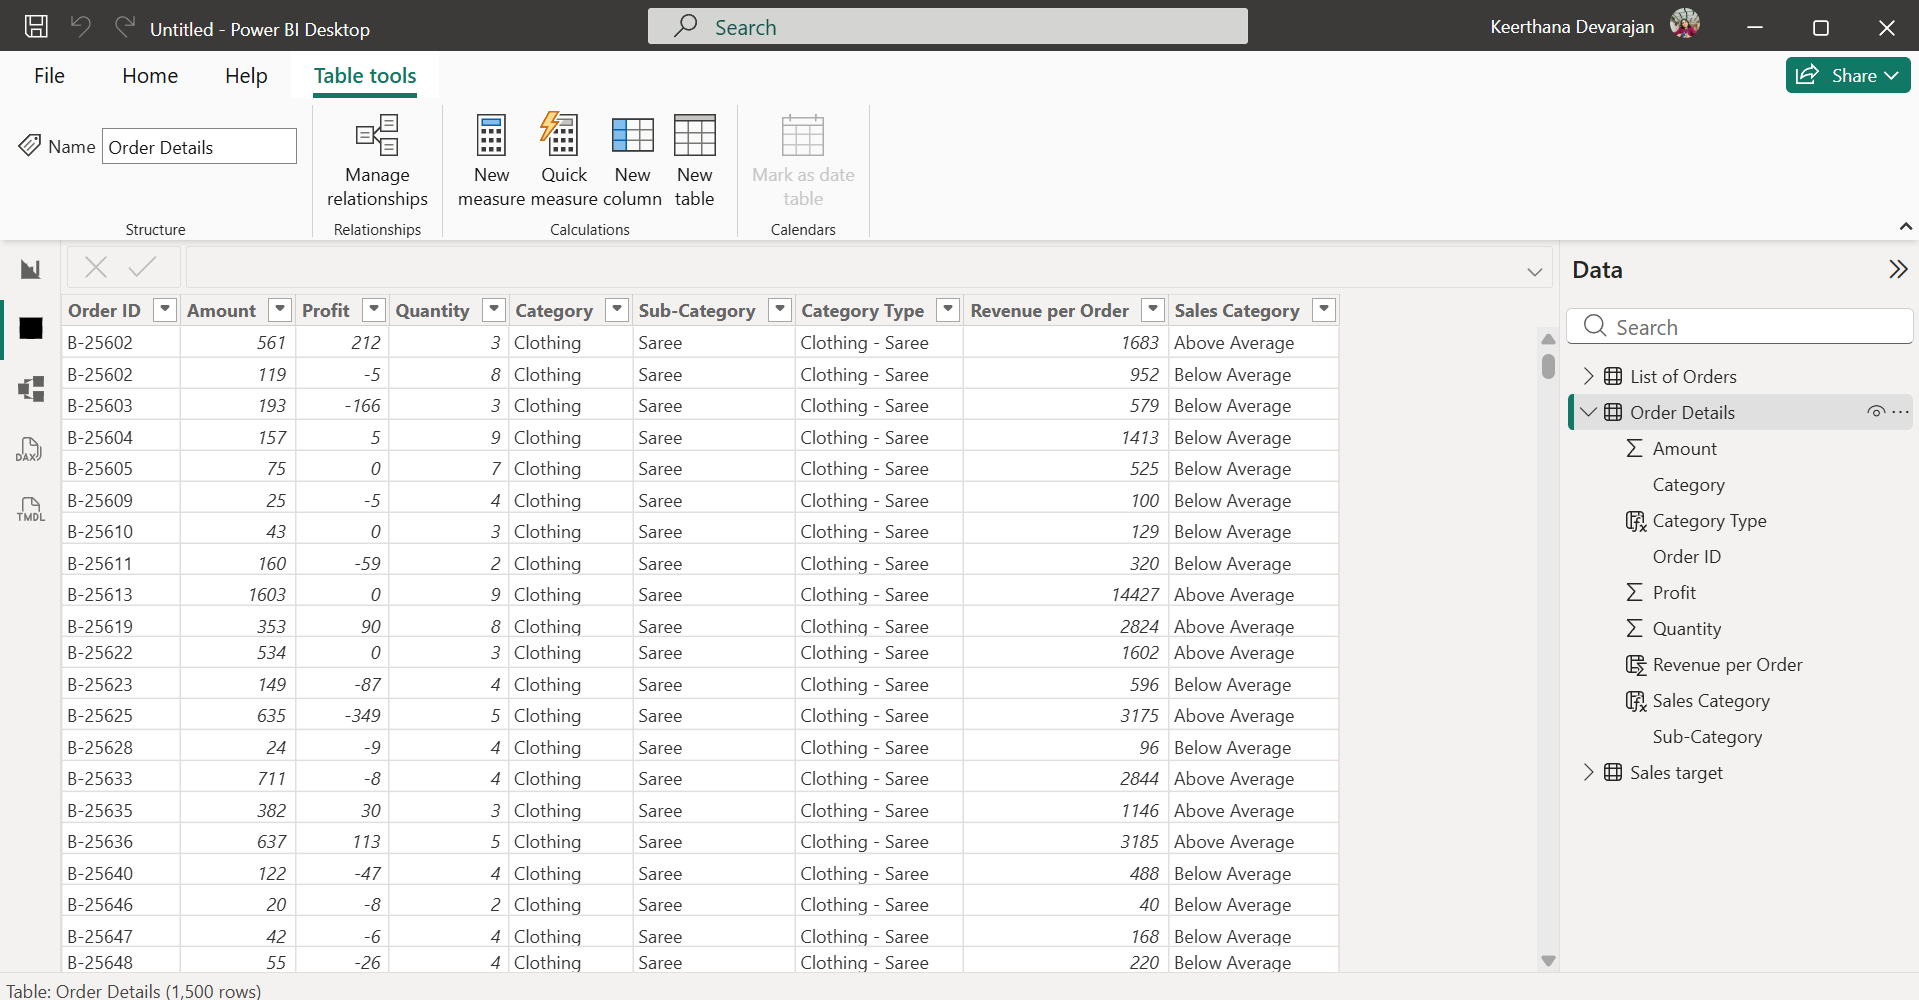 Untitled - Power BI Desktop
Search
Keerthana Devarajan
File Home Help Table tools
Share
Name Order Details
Manage relationships
New measure
Quick measure
New column
New table
Mark as date table
Structure Relationships Calculations Calendars
Order ID Amount Profit Quantity Category Sub-Category Category Type Revenue per Order Sales Category
B-25602 561 212 3 Clothing Saree Clothing - Saree 1683 Above Average
B-25602 119 -5 8 Clothing Saree Clothing - Saree 952 Below Average
B-25603 193 -166 3 Clothing Saree Clothing - Saree 579 Below Average
B-25604 157 5 9 Clothing Saree Clothing - Saree 1413 Below Average
B-25605 75 0 7 Clothing Saree Clothing - Saree 525 Below Average
B-25609 25 -5 4 Clothing Saree Clothing - Saree 100 Below Average
B-25610 43 0 3 Clothing Saree Clothing - Saree 129 Below Average
B-25611 160 -59 2 Clothing Saree Clothing - Saree 320 Below Average
B-25613 1603 0 9 Clothing Saree Clothing - Saree 14427 Above Average
B-25619 353 90 8 Clothing Saree Clothing - Saree 2824 Above Average
B-25622 534 0 3 Clothing Saree Clothing - Saree 1602 Above Average
B-25623 149 -87 4 Clothing Saree Clothing - Saree 596 Below Average
B-25625 635 -349 5 Clothing Saree Clothing - Saree 3175 Above Average
B-25628 24 -9 4 Clothing Saree Clothing - Saree 96 Below Average
B-25633 711 -8 4 Clothing Saree Clothing - Saree 2844 Above Average
B-25635 382 30 3 Clothing Saree Clothing - Saree 1146 Above Average
B-25636 637 113 5 Clothing Saree Clothing - Saree 3185 Above Average
B-25640 122 -47 4 Clothing Saree Clothing - Saree 488 Below Average
B-25646 20 -8 2 Clothing Saree Clothing - Saree 40 Below Average
B-25647 42 -6 4 Clothing Saree Clothing - Saree 168 Below Average
B-25648 55 -26 4 Clothing Saree Clothing - Saree 220 Below Average
DAX
TMDL
Data
Search
List of Orders
Order Details
Amount
Category
Category Type
Order ID
Profit
Quantity
Revenue per Order
Sales Category
Sub-Category
Sales target
Table: Order Details (1,500 rows)